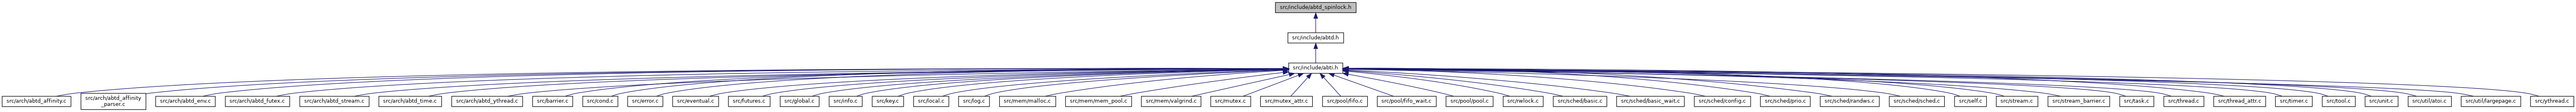 src/include/abtd_spinlock.h
src/include/abtd.h
src/include/abti.h
src/arch/abtd_affinity.c
src/arch/abtd_affinity
_parser.c
src/arch/abtd_env.c
src/arch/abtd_futex.c
src/arch/abtd_stream.c
src/arch/abtd_time.c
src/arch/abtd_ythread.c
src/barrier.c
src/cond.c
src/error.c
src/eventual.c
src/futures.c
src/global.c
src/info.c
src/key.c
src/local.c
src/log.c
src/mem/malloc.c
src/mem/mem_pool.c
src/mem/valgrind.c
src/mutex.c
src/mutex_attr.c
src/pool/fifo.c
src/pool/fifo_wait.c
src/pool/pool.c
src/rwlock.c
src/sched/basic.c
src/sched/basic_wait.c
src/sched/config.c
src/sched/prio.c
src/sched/randws.c
src/sched/sched.c
src/self.c
src/stream.c
src/stream_barrier.c
src/task.c
src/thread.c
src/thread_attr.c
src/timer.c
src/tool.c
src/unit.c
src/util/atoi.c
src/util/largepage.c
src/ythread.c